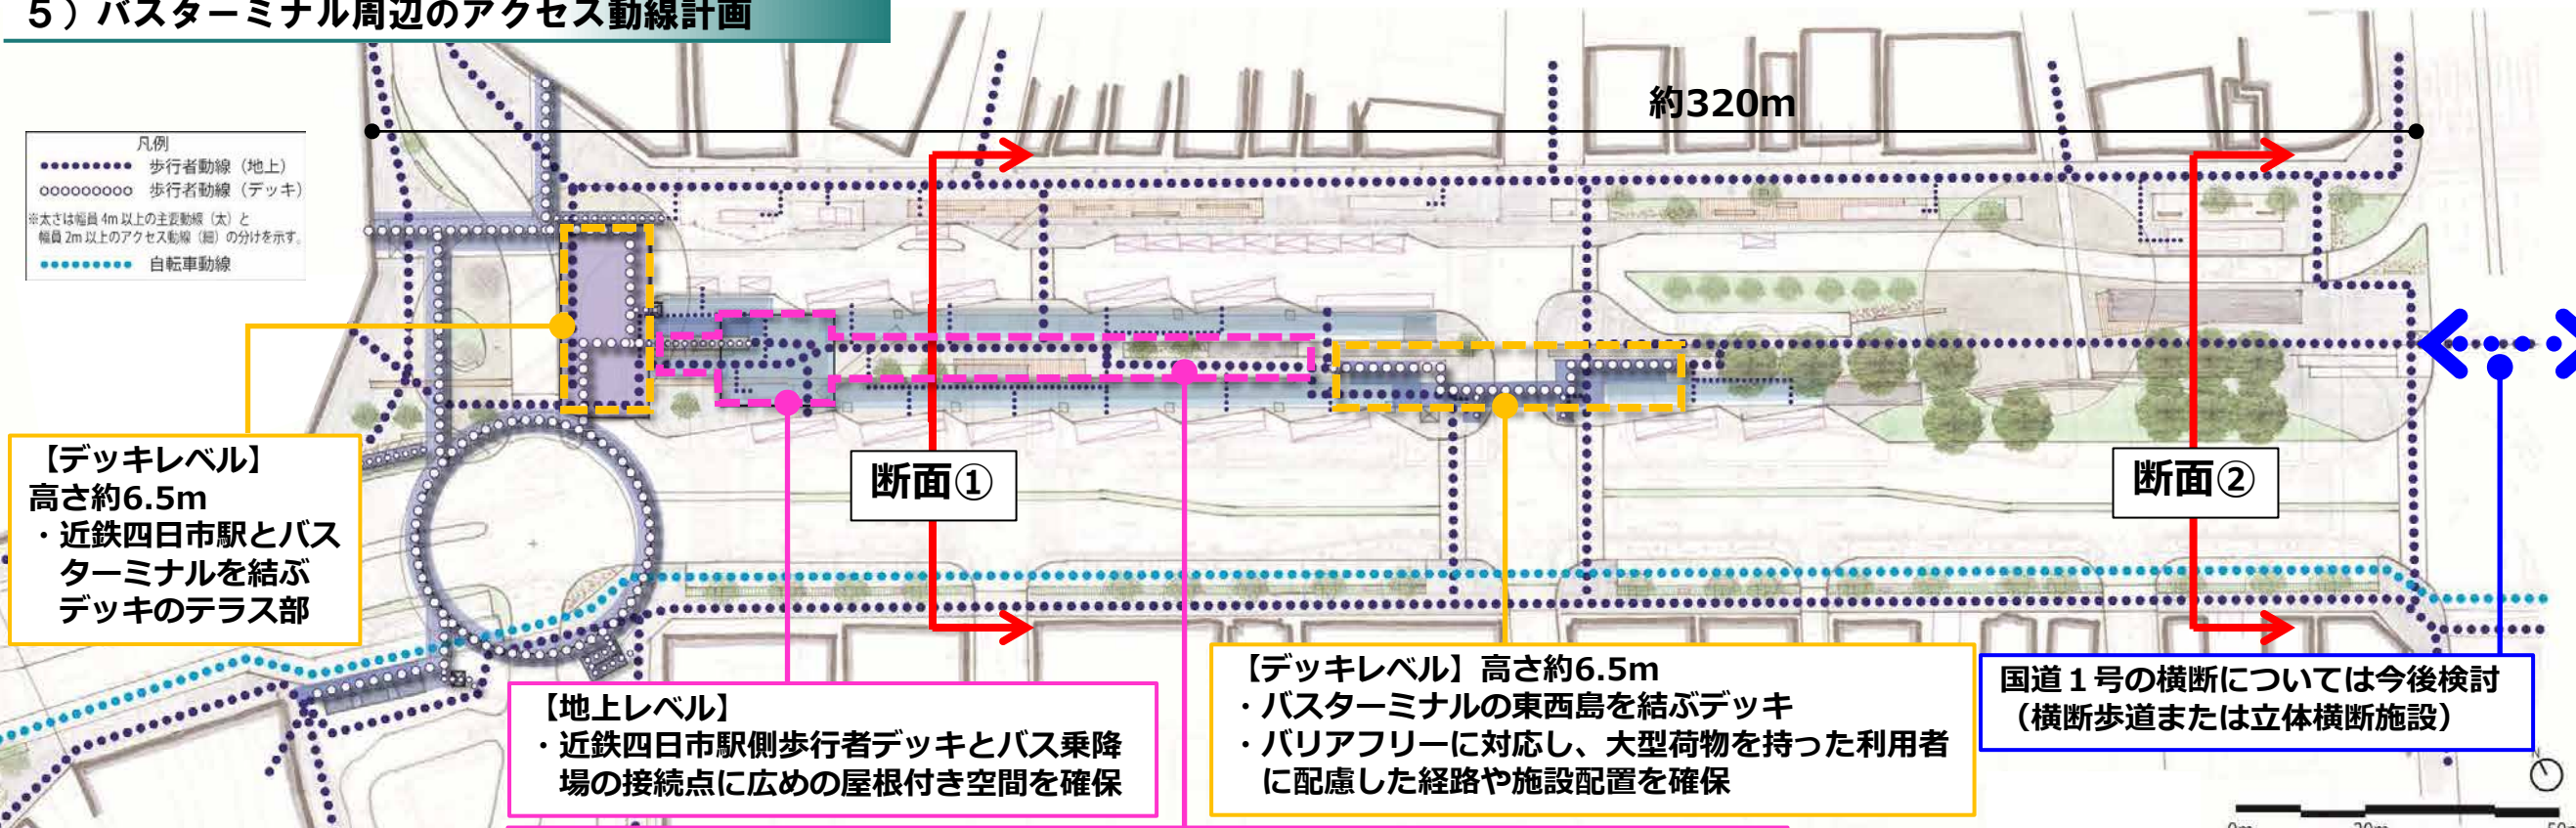 ５）バスターミナル周辺のアクセス動線計画
約320m
凡例
歩行者動線（地上）
歩行者動線（デッキ）
※太さは幅員 4m 以上の主要動線（太）と
幅員 2m 以上のアクセス動線（細）の分けを示す。
自転車動線
断面①
断面②
【デッキレベル】
高さ約6.5m
・近鉄四日市駅とバス
ターミナルを結ぶ
デッキのテラス部
【地上レベル】
・近鉄四日市駅側歩行者デッキとバス乗降
場の接続点に広めの屋根付き空間を確保
【デッキレベル】高さ約6.5m
・バスターミナルの東西島を結ぶデッキ
・バリアフリーに対応し、大型荷物を持った利用者
に配慮した経路や施設配置を確保
国道１号の横断については今後検討
（横断歩道または立体横断施設）
N